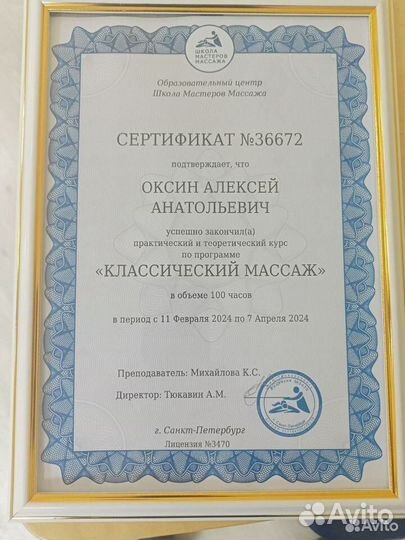 ШКОЛА
МАСТЕРОВ
МАССАЖА
Образовательный центр
Школа Мастеров Массажа
СЕРТИФИКАТ №36672
подтверждает, что
ОКСИН АЛЕКСЕЙ
АНАТОЛЬЕВИЧ
успешно закончил(а)
практический и теоретический курс
по программе
«КЛАССИЧЕСКИЙ МАССАЖ»
в объеме 100 часов
в период с 11 Февраля 2024 по 7 Апреля 2024
Преподаватель: Михайлова К.С.
Директор: Тюкавин А.М.
г. Санкт-Петербург
Лицензия №3470
Avito